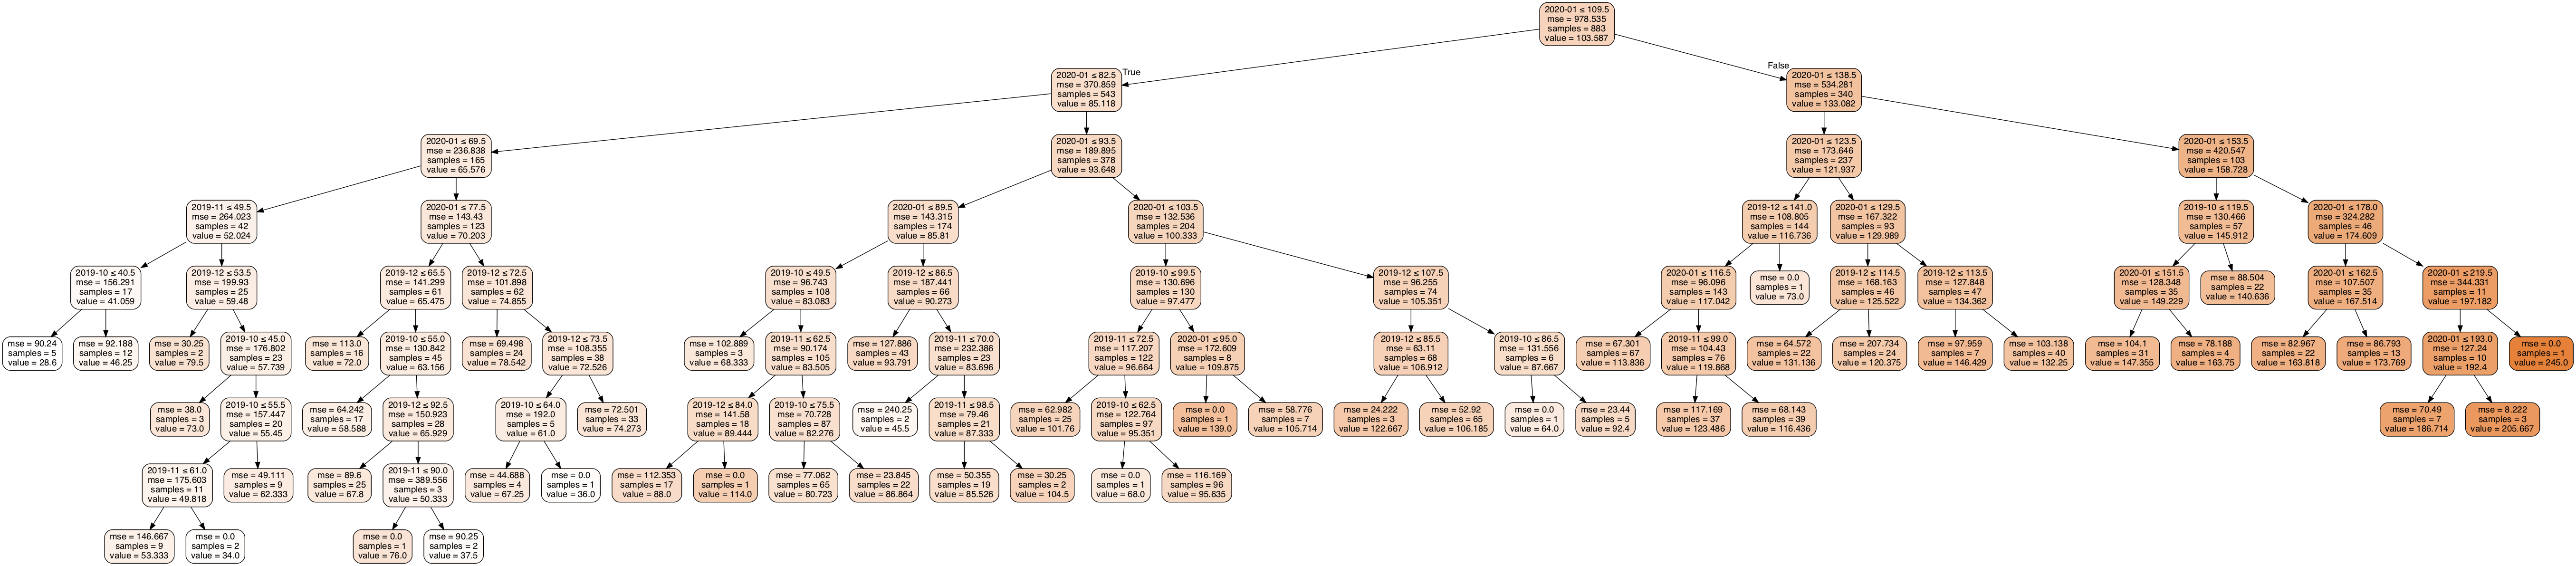 2020-01 ≤ 109.5
mse = 978.535
samples = 883
value = 103.587
True
False
2020-01 ≤ 82.5
mse = 370.859
samples = 543
value = 85.118
2020-01 ≤ 138.5
mse = 534.281
samples = 340
value = 133.082
2020-01 ≤ 69.5
mse = 236.838
samples = 165
value = 65.576
2020-01 ≤ 93.5
mse = 189.895
samples = 378
value = 93.648
2020-01 ≤ 123.5
mse = 173.646
samples = 237
value = 121.937
2020-01 ≤ 153.5
mse = 420.547
samples = 103
value = 158.728
2019-11 ≤ 49.5
mse = 264.023
samples = 42
value = 52.024
2020-01 ≤ 77.5
mse = 143.43
samples = 123
value = 70.203
2020-01 ≤ 89.5
mse = 143.315
samples = 174
value = 85.81
2020-01 ≤ 103.5
mse = 132.536
samples = 204
value = 100.333
2019-12 ≤ 141.0
mse = 108.805
samples = 144
value = 116.736
2020-01 ≤ 129.5
mse = 167.322
samples = 93
value = 129.989
2019-10 ≤ 119.5
mse = 130.466
samples = 57
value = 145.912
2020-01 ≤ 178.0
mse = 324.282
samples = 46
value = 174.609
2019-10 ≤ 40.5
mse = 156.291
samples = 17
value = 41.059
2019-12 ≤ 53.5
mse = 199.93
samples = 25
value = 59.48
2019-12 ≤ 65.5
mse = 141.299
samples = 61
value = 65.475
2019-12 ≤ 72.5
mse = 101.898
samples = 62
value = 74.855
2019-10 ≤ 49.5
mse = 96.743
samples = 108
value = 83.083
2019-12 ≤ 86.5
mse = 187.441
samples = 66
value = 90.273
2019-10 ≤ 99.5
mse = 130.696
samples = 130
value = 97.477
2019-12 ≤ 107.5
mse = 96.255
samples = 74
value = 105.351
2020-01 ≤ 116.5
mse = 96.096
samples = 143
value = 117.042
mse = 0.0
samples = 1
value = 73.0
2019-12 ≤ 114.5
mse = 168.163
samples = 46
value = 125.522
2019-12 ≤ 113.5
mse = 127.848
samples = 47
value = 134.362
2020-01 ≤ 151.5
mse = 128.348
samples = 35
value = 149.229
mse = 88.504
samples = 22
value = 140.636
2020-01 ≤ 162.5
mse = 107.507
samples = 35
value = 167.514
2020-01 ≤ 219.5
mse = 344.331
samples = 11
value = 197.182
mse = 90.24
samples = 5
value = 28.6
mse = 92.188
samples = 12
value = 46.25
mse = 30.25
samples = 2
value = 79.5
2019-10 ≤ 45.0
mse = 176.802
samples = 23
value = 57.739
mse = 113.0
samples = 16
value = 72.0
2019-10 ≤ 55.0
mse = 130.842
samples = 45
value = 63.156
mse = 69.498
samples = 24
value = 78.542
2019-12 ≤ 73.5
mse = 108.355
samples = 38
value = 72.526
mse = 102.889
samples = 3
value = 68.333
2019-11 ≤ 62.5
mse = 90.174
samples = 105
value = 83.505
mse = 127.886
samples = 43
value = 93.791
2019-11 ≤ 70.0
mse = 117.207
samples = 23
value = 83.696
2019-11 ≤ 72.5
mse = 117.207
samples = 122
value = 96.664
2020-01 ≤ 95.0
mse = 172.609
samples = 8
value = 109.875
2019-12 ≤ 85.5
mse = 63.11
samples = 68
value = 106.912
2019-10 ≤ 86.5
mse = 131.556
samples = 6
value = 87.667
mse = 67.301
samples = 67
value = 113.836
2019-11 ≤ 99.0
mse = 104.43
samples = 76
value = 119.868
mse = 64.572
samples = 22
value = 131.136
mse = 207.734
samples = 24
value = 120.375
mse = 97.959
samples = 7
value = 146.429
mse = 103.138
samples = 40
value = 132.25
mse = 104.1
samples = 31
value = 147.355
mse = 78.188
samples = 4
value = 163.75
mse = 82.967
samples = 22
value = 163.818
mse = 86.793
samples = 13
value = 173.769
2020-01 ≤ 193.0
mse = 127.24
samples = 10
value = 192.4
mse = 0.0
samples = 1
value = 245.0
mse = 38.0
samples = 3
value = 73.0
2019-10 ≤ 55.5
mse = 157.447
samples = 20
value = 55.45
mse = 64.242
samples = 17
value = 58.588
2019-12 ≤ 92.5
mse = 150.923
samples = 28
value = 65.929
2019-10 ≤ 64.0
mse = 192.0
samples = 5
value = 61.0
mse = 72.501
samples = 33
value = 74.273
2019-12 ≤ 84.0
mse = 141.58
samples = 18
value = 89.444
2019-10 ≤ 75.5
mse = 70.728
samples = 87
value = 82.276
mse = 240.25
samples = 2
value = 45.5
2019-11 ≤ 98.5
mse = 79.46
samples = 21
value = 87.333
mse = 62.982
samples = 25
value = 101.76
2019-10 ≤ 62.5
mse = 122.764
samples = 97
value = 95.351
mse = 0.0
samples = 1
value = 139.0
mse = 58.776
samples = 7
value = 105.714
mse = 24.222
samples = 3
value = 122.667
mse = 52.92
samples = 65
value = 106.185
mse = 0.0
samples = 1
value = 64.0
mse = 23.44
samples = 5
value = 92.4
mse = 117.169
samples = 37
value = 123.486
mse = 68.143
samples = 39
value = 116.436
mse = 70.49
samples = 7
value = 186.714
mse = 8.222
samples = 3
value = 205.667
2019-11 ≤ 61.0
mse = 175.603
samples = 11
value = 49.818
mse = 49.111
samples = 9
value = 62.333
mse = 89.6
samples = 25
value = 67.8
2019-11 ≤ 90.0
mse = 389.556
samples = 3
value = 50.333
mse = 44.688
samples = 4
value = 67.25
mse = 0.0
samples = 1
value = 36.0
mse = 112.353
samples = 17
value = 88.0
mse = 0.0
samples = 1
value = 114.0
mse = 77.062
samples = 65
value = 80.723
mse = 23.845
samples = 22
value = 86.864
mse = 50.355
samples = 19
value = 85.526
mse = 30.25
samples = 2
value = 104.5
mse = 0.0
samples = 1
value = 68.0
mse = 116.169
samples = 96
value = 95.635
mse = 146.667
samples = 9
value = 53.333
mse = 0.0
samples = 2
value = 34.0
mse = 0.0
samples = 1
value = 76.0
mse = 90.25
samples = 2
value = 37.5